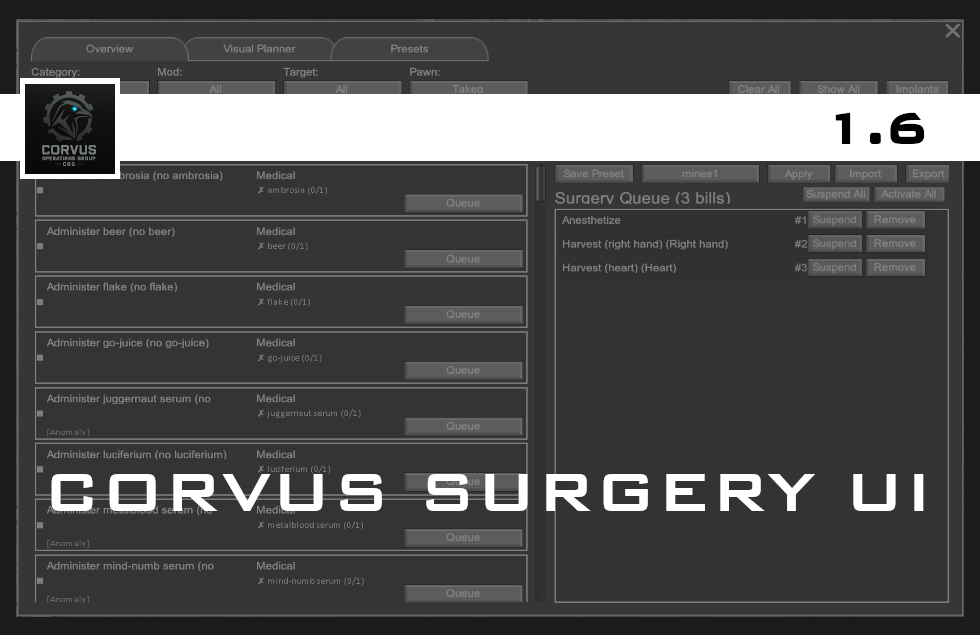 Overview Visual Planner Presets
Category: Mod: Target: Pawn:
All All Takeo Clear All Show All Implants
1.6
CORVUS
OPERATIONS GROUP
COG
brosia (no ambrosia) Medical
✗ ambrosia (0/1)
Queue
Administer beer (no beer) Medical
✗ beer (0/1)
Queue
Administer flake (no flake) Medical
✗ flake (0/1)
Queue
Administer go-juice (no go-juice) Medical
✗ go-juice (0/1)
Queue
Administer juggernaut serum (no Medical
✗ juggernaut serum (0/1)
Queue
[Anomaly]
Administer luciferium (no luciferium) Medical
✗ luciferium (0/1)
Queue
Administer metalblood serum (no Medical
✗ metalblood serum (0/1)
Queue
[Anomaly]
Administer mind-numb serum (no Medical
✗ mind-numb serum (0/1)
Queue
[Anomaly]
Save Preset mines1 Apply Import Export
Surgery Queue (3 bills) Suspend All Activate All
Anesthetize #1 Suspend Remove
Harvest (right hand) (Right hand) #2 Suspend Remove
Harvest (heart) (Heart) #3 Suspend Remove
CORVUS SURGERY UI